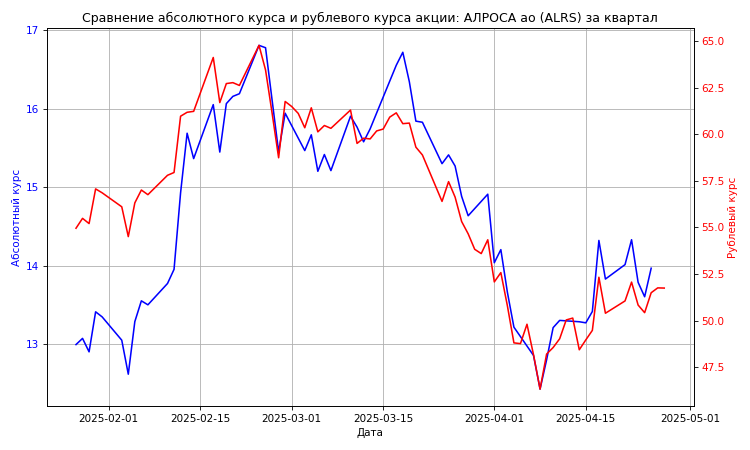 Сравнение абсолютного курса и рублевого курса акции: АЛРОСА ао (ALRS) за квартал
17
16
15
14
13
Абсолютный курс
65.0
62.5
60.0
57.5
55.0
52.5
50.0
47.5
Рублевый курс
2025-02-01 2025-02-15 2025-03-01 2025-03-15 2025-04-01 2025-04-15 2025-05-01
Дата